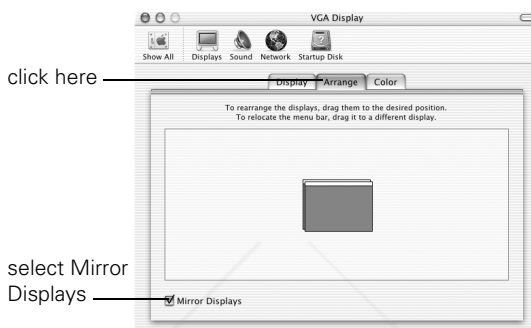 VGA Display
Show All Displays Sound Network Startup Disk
click here
Display Arrange Color
To rearrange the displays, drag them to the desired position.
To relocate the menu bar, drag it to a different display.
select Mirror
Displays
Mirror Displays